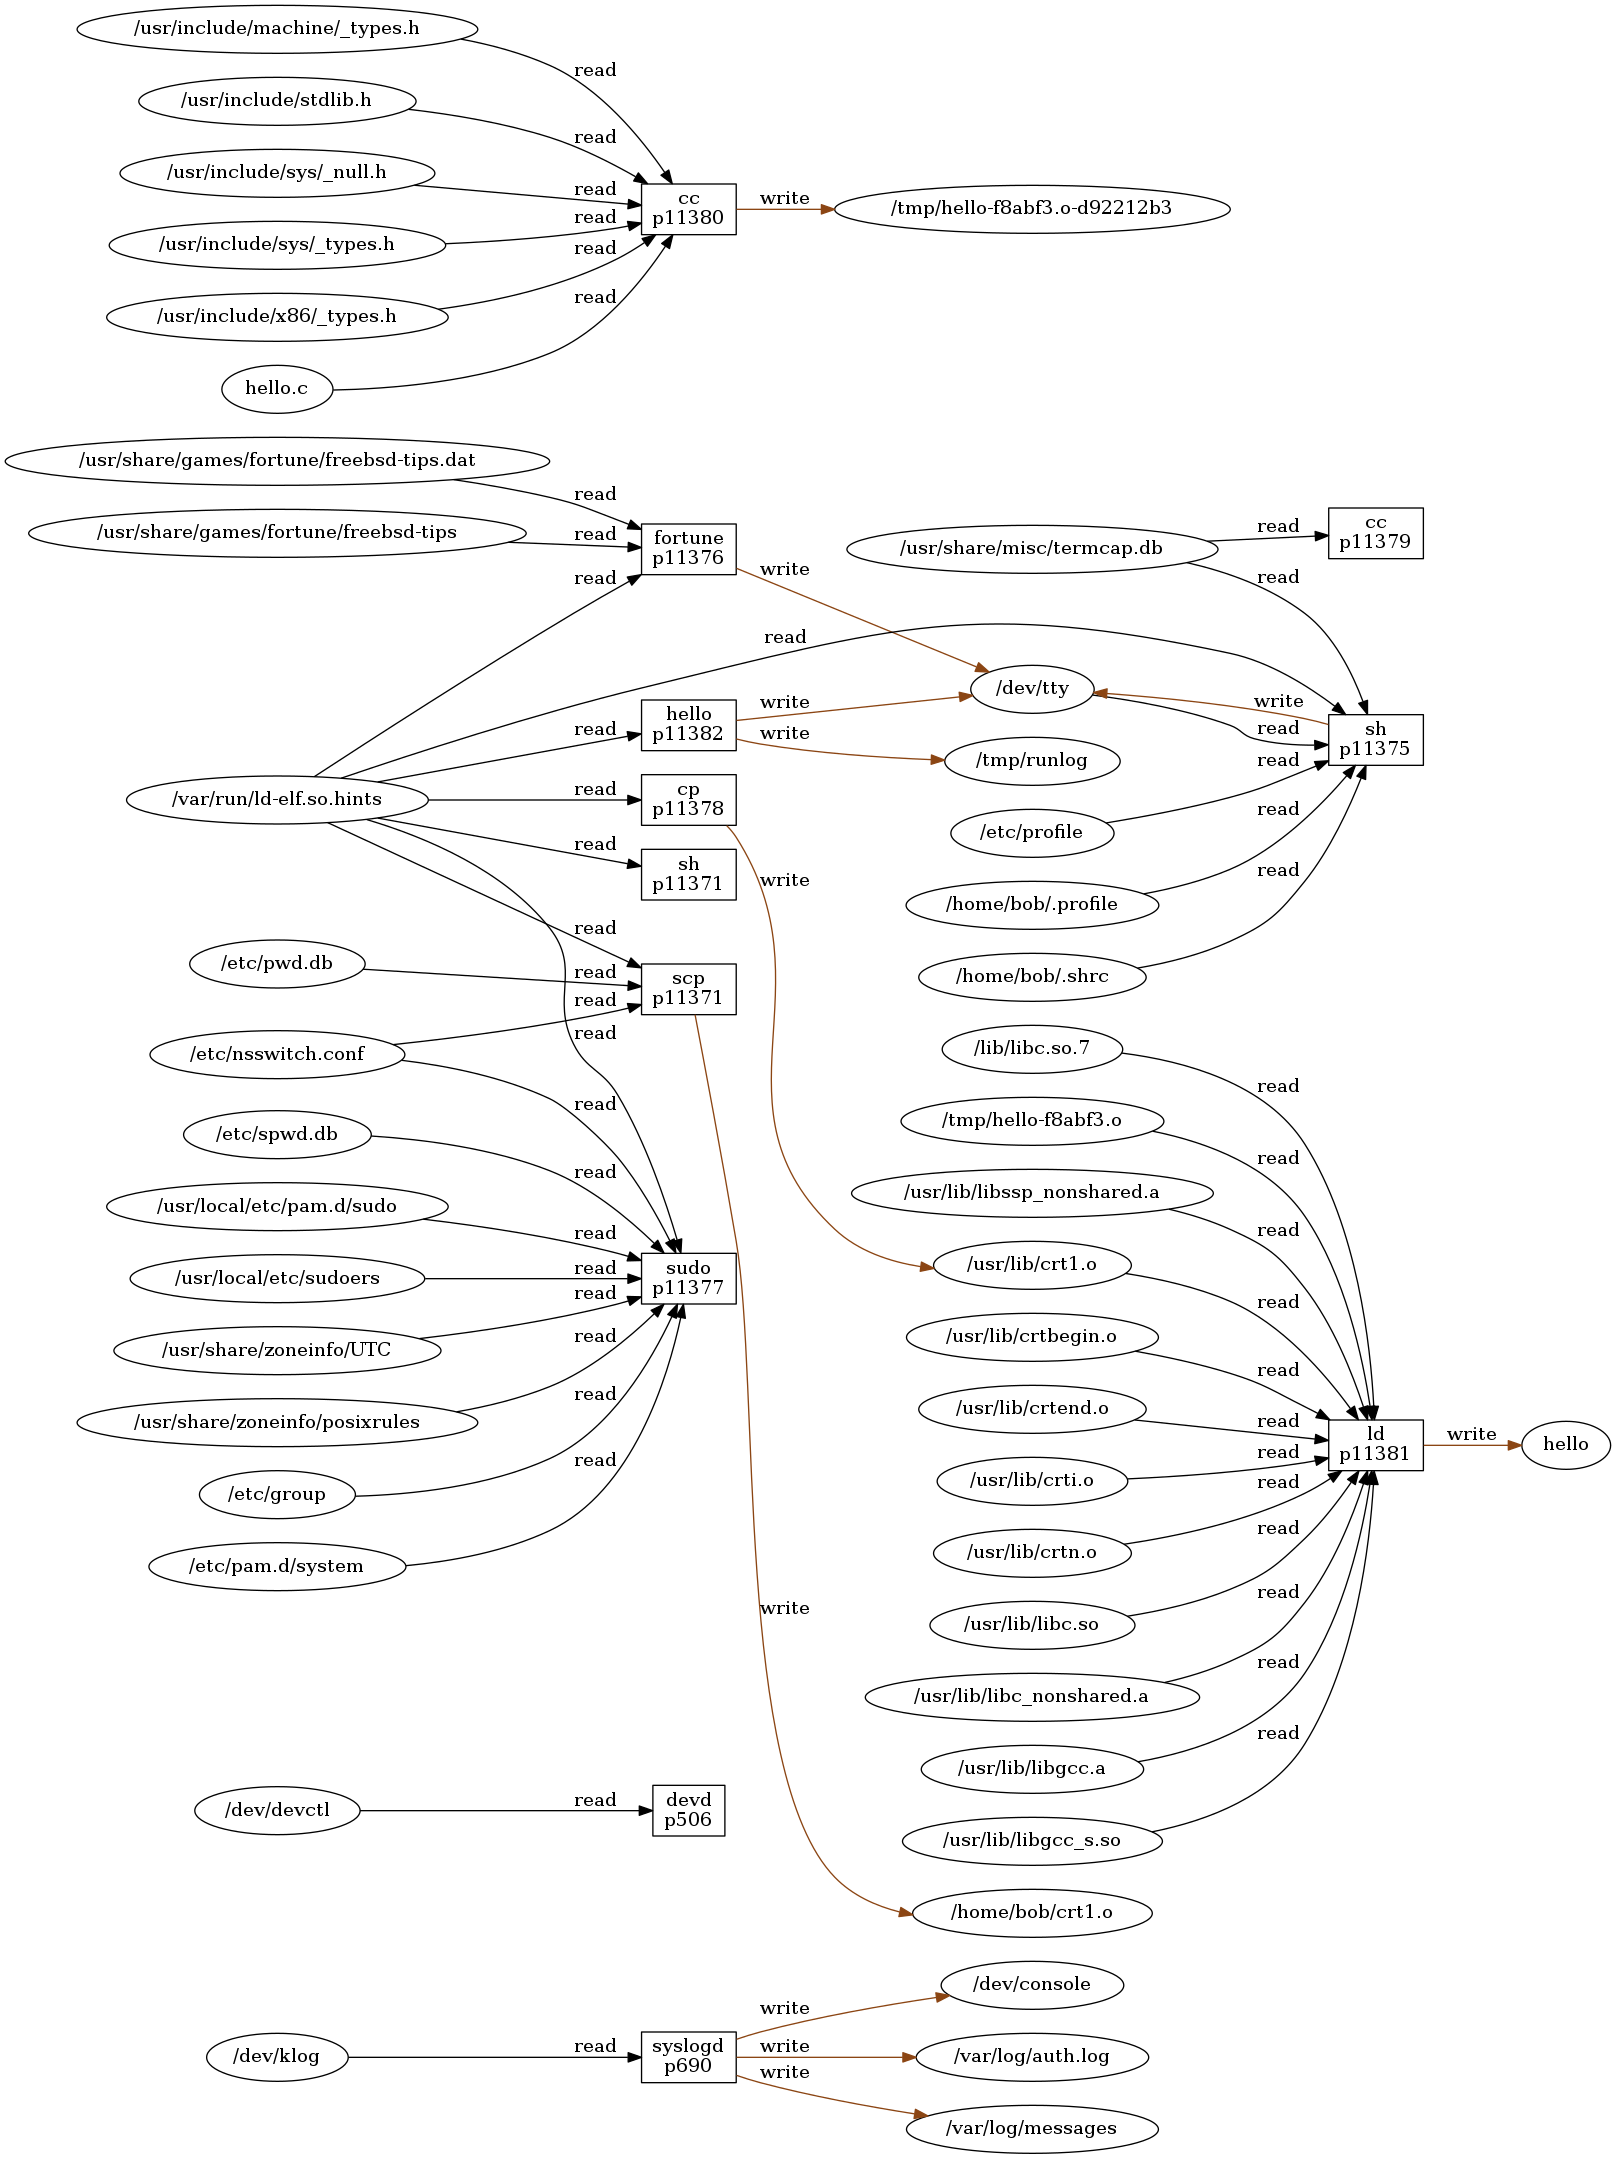 /usr/include/machine/_types.h
read
/usr/include/stdlib.h
read
/usr/include/sys/_null.h
read
cc
p11380
write
/tmp/hello-f8abf3.o-d92212b3
read
/usr/include/sys/_types.h
read
/usr/include/x86/_types.h
read
hello.c
/usr/share/games/fortune/freebsd-tips.dat
read
/usr/share/games/fortune/freebsd-tips
read
fortune
p11376
read
write
/usr/share/misc/termcap.db
read
cc
p11379
read
read
/dev/tty
write
read
sh
p11375
hello
p11382
read
write
write
/tmp/runlog
read
/var/run/ld-elf.so.hints
read
cp
p11378
write
/etc/profile
read
read
sh
p11371
/home/bob/.profile
read
read
/etc/pwd.db
read
scp
p11371
/home/bob/.shrc
read
/etc/nsswitch.conf
read
/lib/libc.so.7
read
read
/etc/spwd.db
/tmp/hello-f8abf3.o
read
read
/usr/local/etc/pam.d/sudo
read
/usr/lib/libssp_nonshared.a
read
/usr/local/etc/sudoers
read
sudo
p11377
/usr/lib/crt1.o
read
read
/usr/share/zoneinfo/UTC
read
/usr/lib/crtbegin.o
read
/usr/share/zoneinfo/posixrules
read
/usr/lib/crtend.o
read
ld
p11381
write
hello
read
/etc/group
read
/usr/lib/crti.o
read
/etc/pam.d/system
/usr/lib/crtn.o
read
write
/usr/lib/libc.so
read
/usr/lib/libc_nonshared.a
read
/usr/lib/libgcc.a
read
/dev/devctl
read
devd
p506
/usr/lib/libgcc_s.so
/home/bob/crt1.o
/dev/console
write
/dev/klog
read
syslogd
p690
write
/var/log/auth.log
write
/var/log/messages